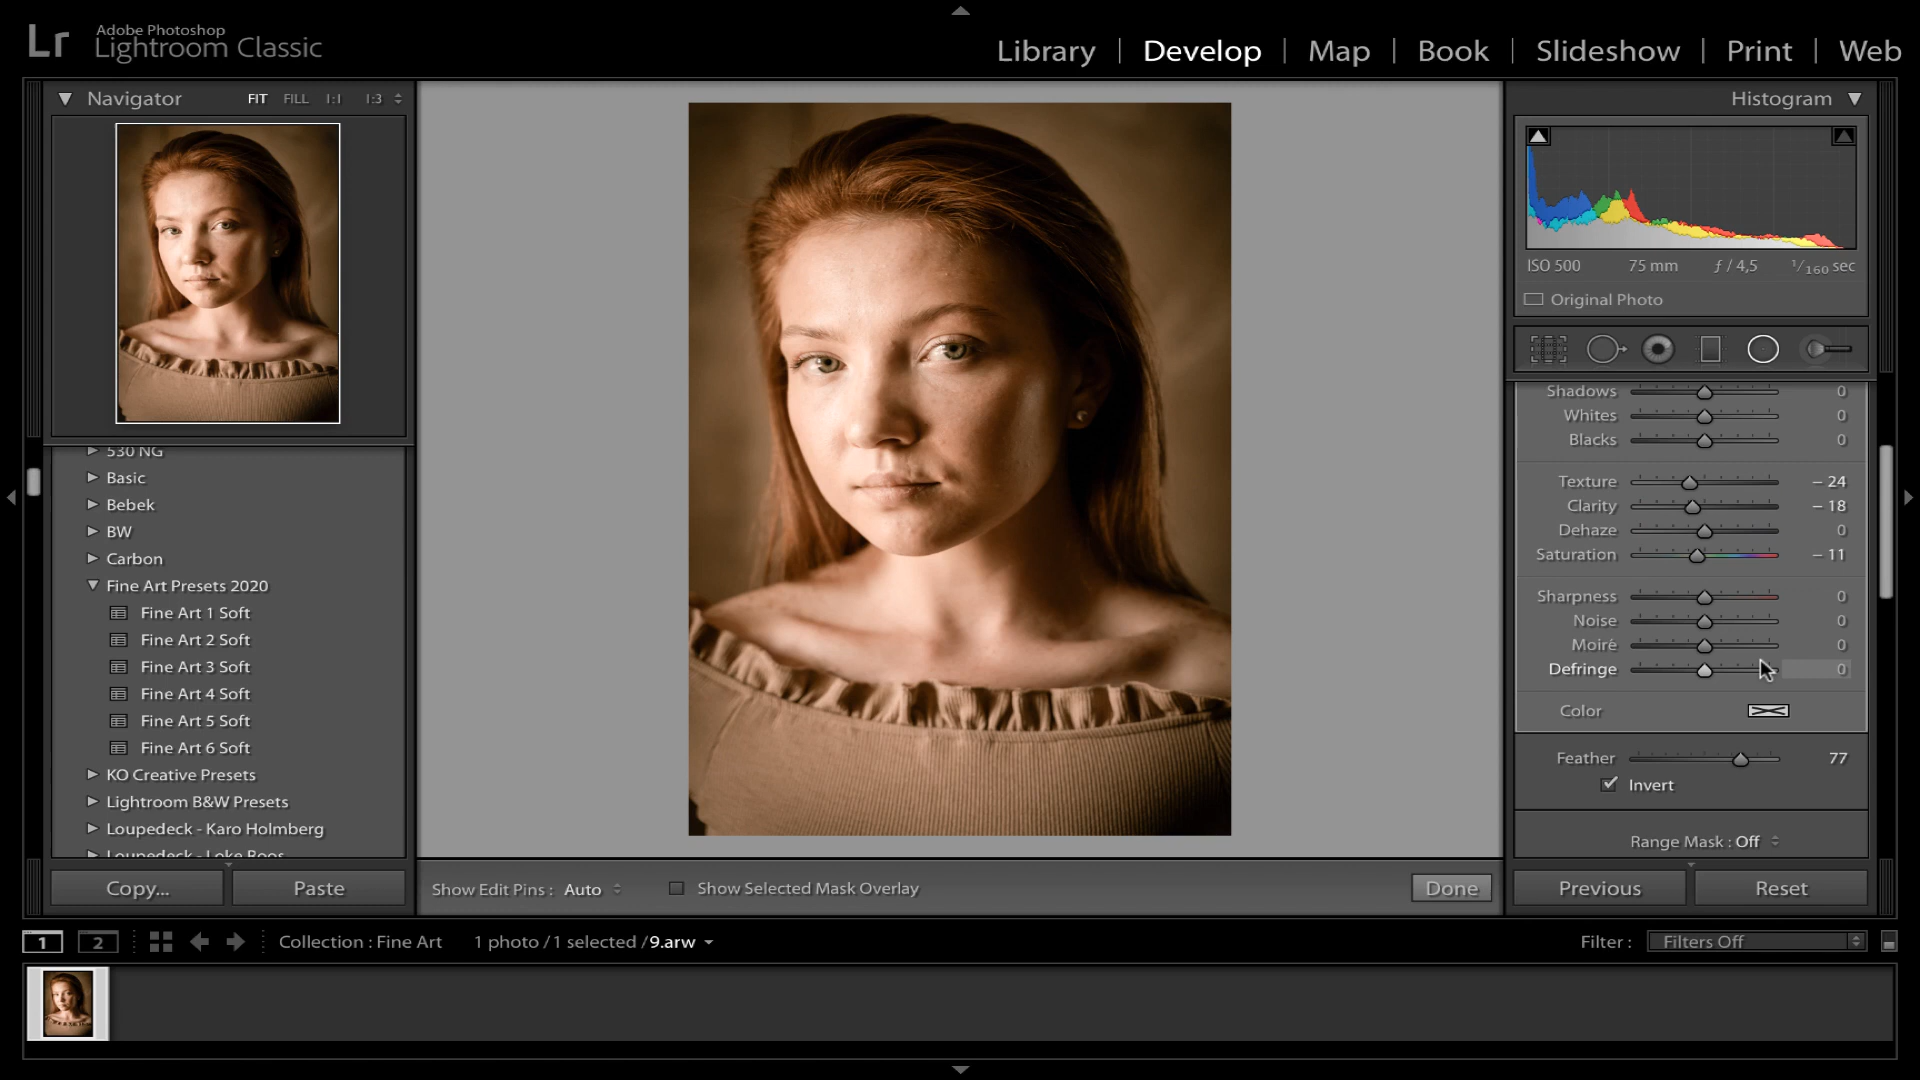 Lr Adobe Photoshop
Lightroom Classic
Library | Develop | Map | Book | Slideshow | Print | Web
Navigator FIT FILL 1:1 1:3
530 NG
Basic
Bebek
BW
Carbon
Fine Art Presets 2020
Fine Art 1 Soft
Fine Art 2 Soft
Fine Art 3 Soft
Fine Art 4 Soft
Fine Art 5 Soft
Fine Art 6 Soft
KO Creative Presets
Lightroom B&W Presets
Loupedeck - Karo Holmberg
Loupedeck - Loke Roos
Copy... Paste
Show Edit Pins : Auto Show Selected Mask Overlay Done
Histogram
ISO 500 75 mm ƒ / 4,5 1/160 sec
Original Photo
Shadows 0
Whites 0
Blacks 0
Texture – 24
Clarity – 18
Dehaze 0
Saturation – 11
Sharpness 0
Noise 0
Moiré 0
Defringe 0
Color
Feather 77
Invert
Range Mask : Off
Previous Reset
1 2 Collection : Fine Art 1 photo / 1 selected / 9.arw Filter : Filters Off